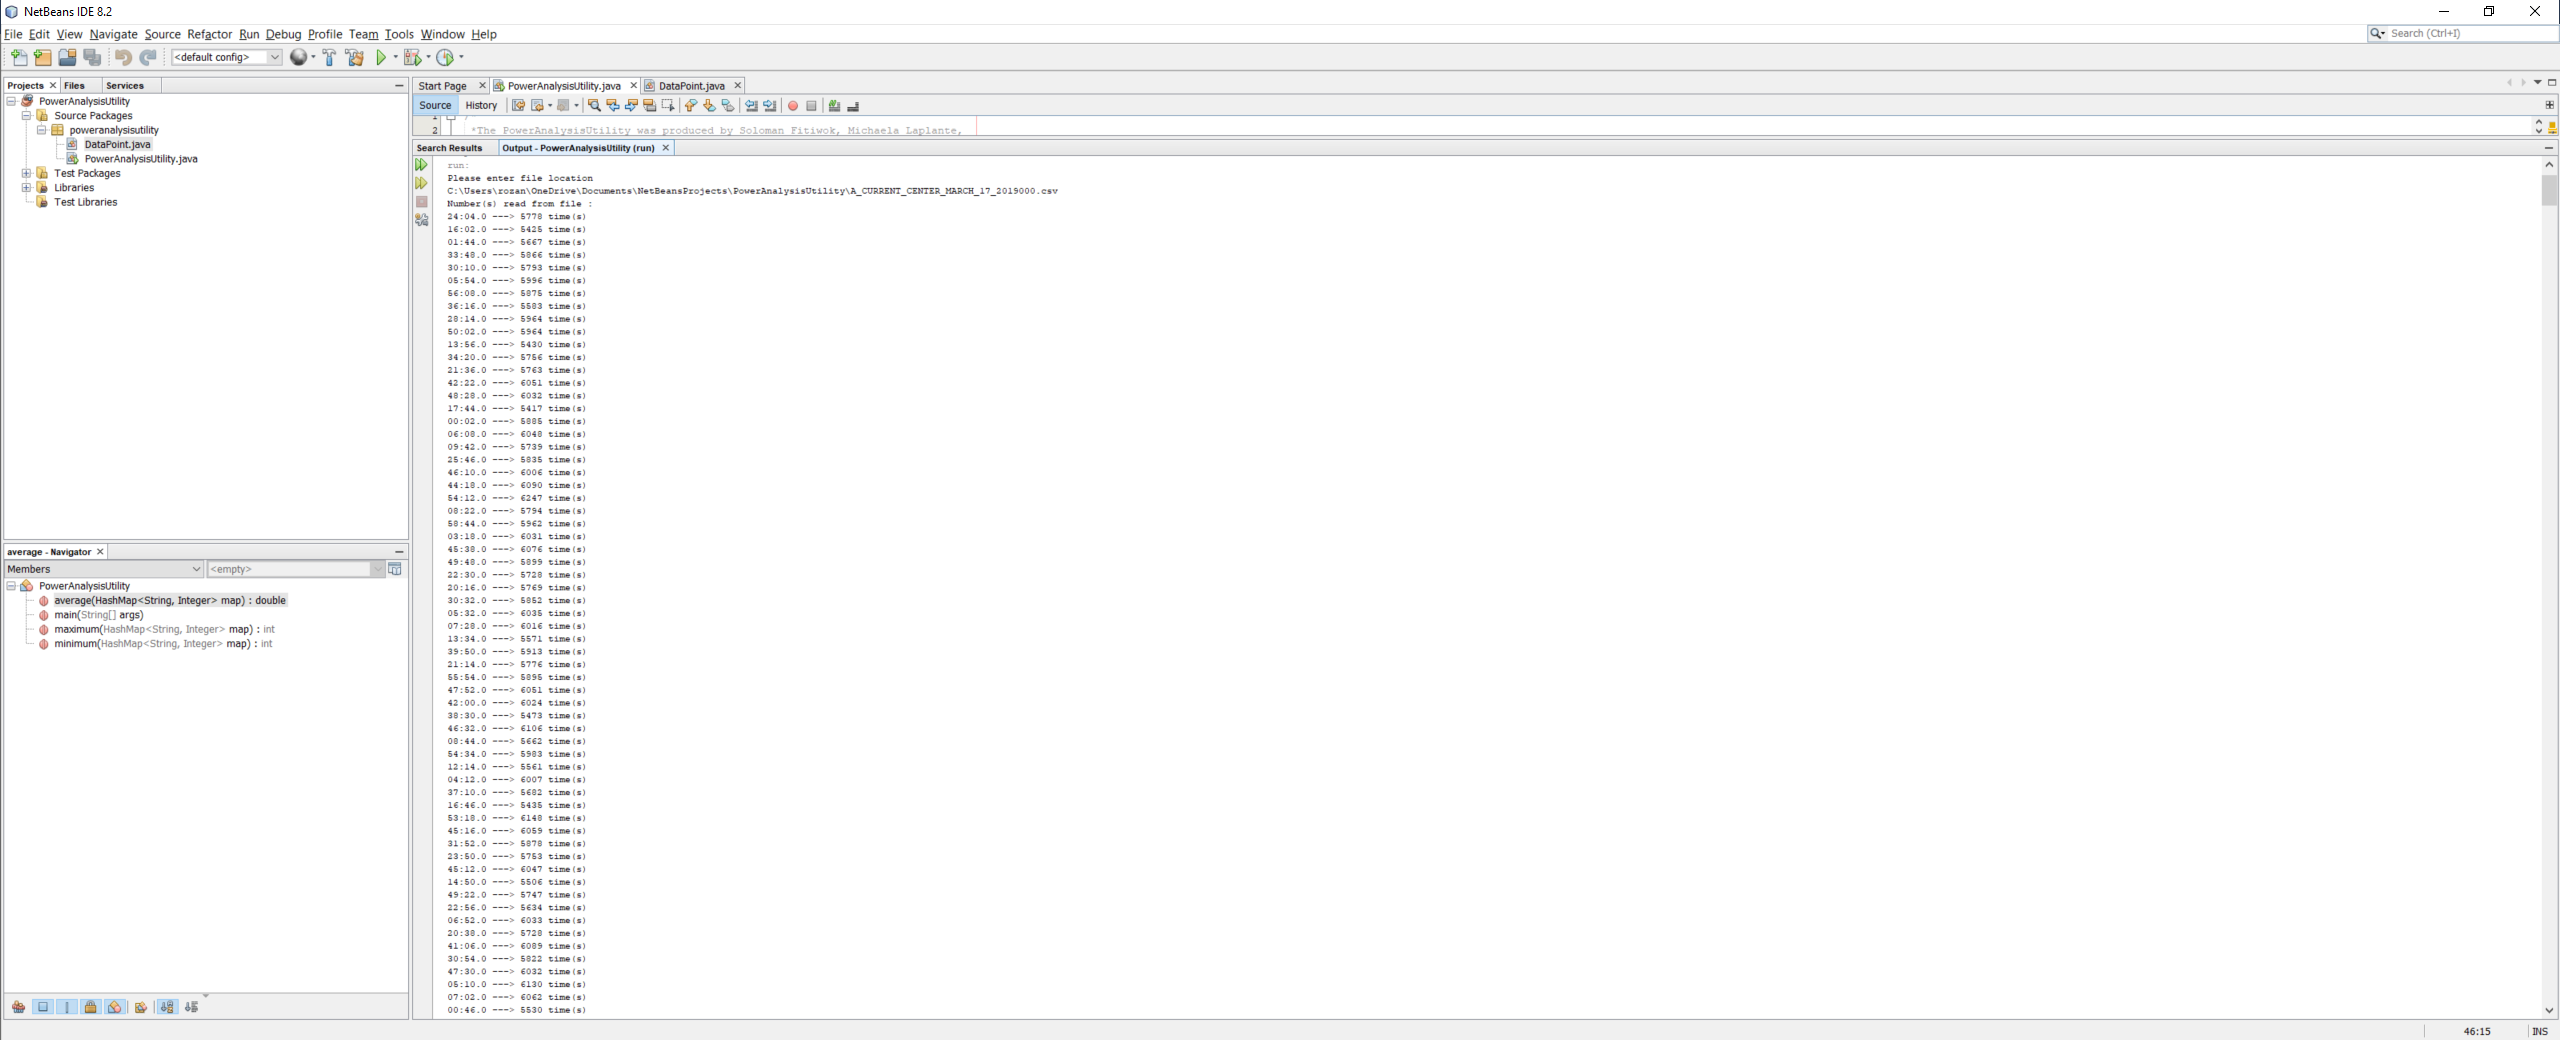 NetBeans IDE 8.2
File Edit View Navigate Source Refactor Run Debug Profile Team Tools Window Help
Search (Ctrl+I)
<default config>
Projects Files Services
PowerAnalysisUtility
Source Packages
poweranalysisutility
DataPoint.java
PowerAnalysisUtility.java
Test Packages
Libraries
Test Libraries
average - Navigator
Members <empty>
PowerAnalysisUtility
average(HashMap<String, Integer> map) : double
main(String[] args)
maximum(HashMap<String, Integer> map) : int
minimum(HashMap<String, Integer> map) : int
Start Page PowerAnalysisUtility.java DataPoint.java
Source History
1
2 *The PowerAnalysisUtility was produced by Soloman Fitiwok, Michaela Laplante,
Search Results Output - PowerAnalysisUtility (run)
run:
Please enter file location
C:\Users\rozan\OneDrive\Documents\NetBeansProjects\PowerAnalysisUtility\A_CURRENT_CENTER_MARCH_17_2019000.csv
Number(s) read from file :
24:04.0 ---> 5778 time(s)
16:02.0 ---> 5425 time(s)
01:44.0 ---> 5667 time(s)
33:48.0 ---> 5866 time(s)
30:10.0 ---> 5793 time(s)
05:54.0 ---> 5996 time(s)
56:08.0 ---> 5875 time(s)
36:16.0 ---> 5583 time(s)
28:14.0 ---> 5964 time(s)
50:02.0 ---> 5964 time(s)
13:56.0 ---> 5430 time(s)
34:20.0 ---> 5756 time(s)
21:36.0 ---> 5763 time(s)
42:22.0 ---> 6051 time(s)
48:28.0 ---> 6032 time(s)
17:44.0 ---> 5417 time(s)
00:02.0 ---> 5885 time(s)
06:08.0 ---> 6048 time(s)
09:42.0 ---> 5739 time(s)
25:46.0 ---> 5835 time(s)
46:10.0 ---> 6006 time(s)
44:18.0 ---> 6090 time(s)
54:12.0 ---> 6247 time(s)
08:22.0 ---> 5794 time(s)
58:44.0 ---> 5962 time(s)
03:18.0 ---> 6031 time(s)
45:38.0 ---> 6076 time(s)
49:48.0 ---> 5899 time(s)
22:30.0 ---> 5728 time(s)
20:16.0 ---> 5769 time(s)
30:32.0 ---> 5852 time(s)
05:32.0 ---> 6035 time(s)
07:28.0 ---> 6016 time(s)
13:34.0 ---> 5571 time(s)
39:50.0 ---> 5913 time(s)
21:14.0 ---> 5776 time(s)
55:54.0 ---> 5895 time(s)
47:52.0 ---> 6051 time(s)
42:00.0 ---> 6024 time(s)
38:30.0 ---> 5473 time(s)
46:32.0 ---> 6106 time(s)
08:44.0 ---> 5662 time(s)
54:34.0 ---> 5983 time(s)
12:14.0 ---> 5561 time(s)
04:12.0 ---> 6007 time(s)
37:10.0 ---> 5682 time(s)
16:46.0 ---> 5435 time(s)
53:18.0 ---> 6148 time(s)
45:16.0 ---> 6059 time(s)
31:52.0 ---> 5878 time(s)
23:50.0 ---> 5753 time(s)
45:12.0 ---> 6047 time(s)
14:50.0 ---> 5506 time(s)
49:22.0 ---> 5747 time(s)
22:56.0 ---> 5634 time(s)
06:52.0 ---> 6033 time(s)
20:38.0 ---> 5728 time(s)
41:06.0 ---> 6089 time(s)
30:54.0 ---> 5822 time(s)
47:30.0 ---> 6032 time(s)
05:10.0 ---> 6130 time(s)
07:02.0 ---> 6062 time(s)
00:46.0 ---> 5530 time(s)
46:15 INS